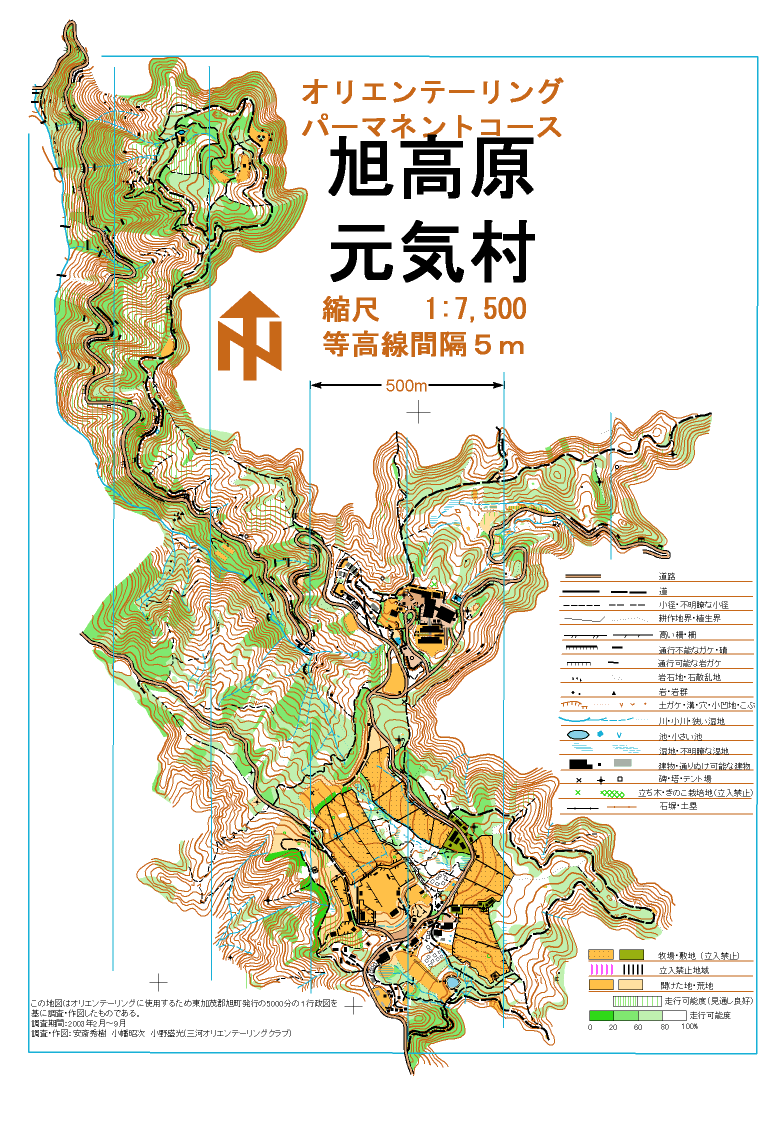 オリエンテーリング
パーマネントコース
旭高原
元気村
縮尺 1:7,500
等高線間隔5m
500m
道路
道
小径・不明瞭な小径
耕作地界・植生界
高い柵・柵
通行不能なガケ・磧
通行可能な岩ガケ
岩石地・石散乱地
岩・岩群
土ガケ・溝・穴・小凹地・こぶ
川・小川・狭い湿地
池・小さい池
湿地・不明瞭な湿地
建物・通りぬけ可能な建物
碑・塔・テント場
立ち木・きのこ栽培地(立入禁止)
石塀・土塁
牧場・敷地(立入禁止)
立入禁止地域
開けた地・荒地
走行可能度(見通し良好)
走行可能度
0 20 60 80 100%
この地図はオリエンテーリングに使用するため東加茂郡旭町発行の5000分の1行政図を
基に調査・作図したものである。
調査期間:2003年2月~9月
調査・作図:安斎秀樹 小幡昭次 小野盛光(三河オリエンテーリングクラブ)